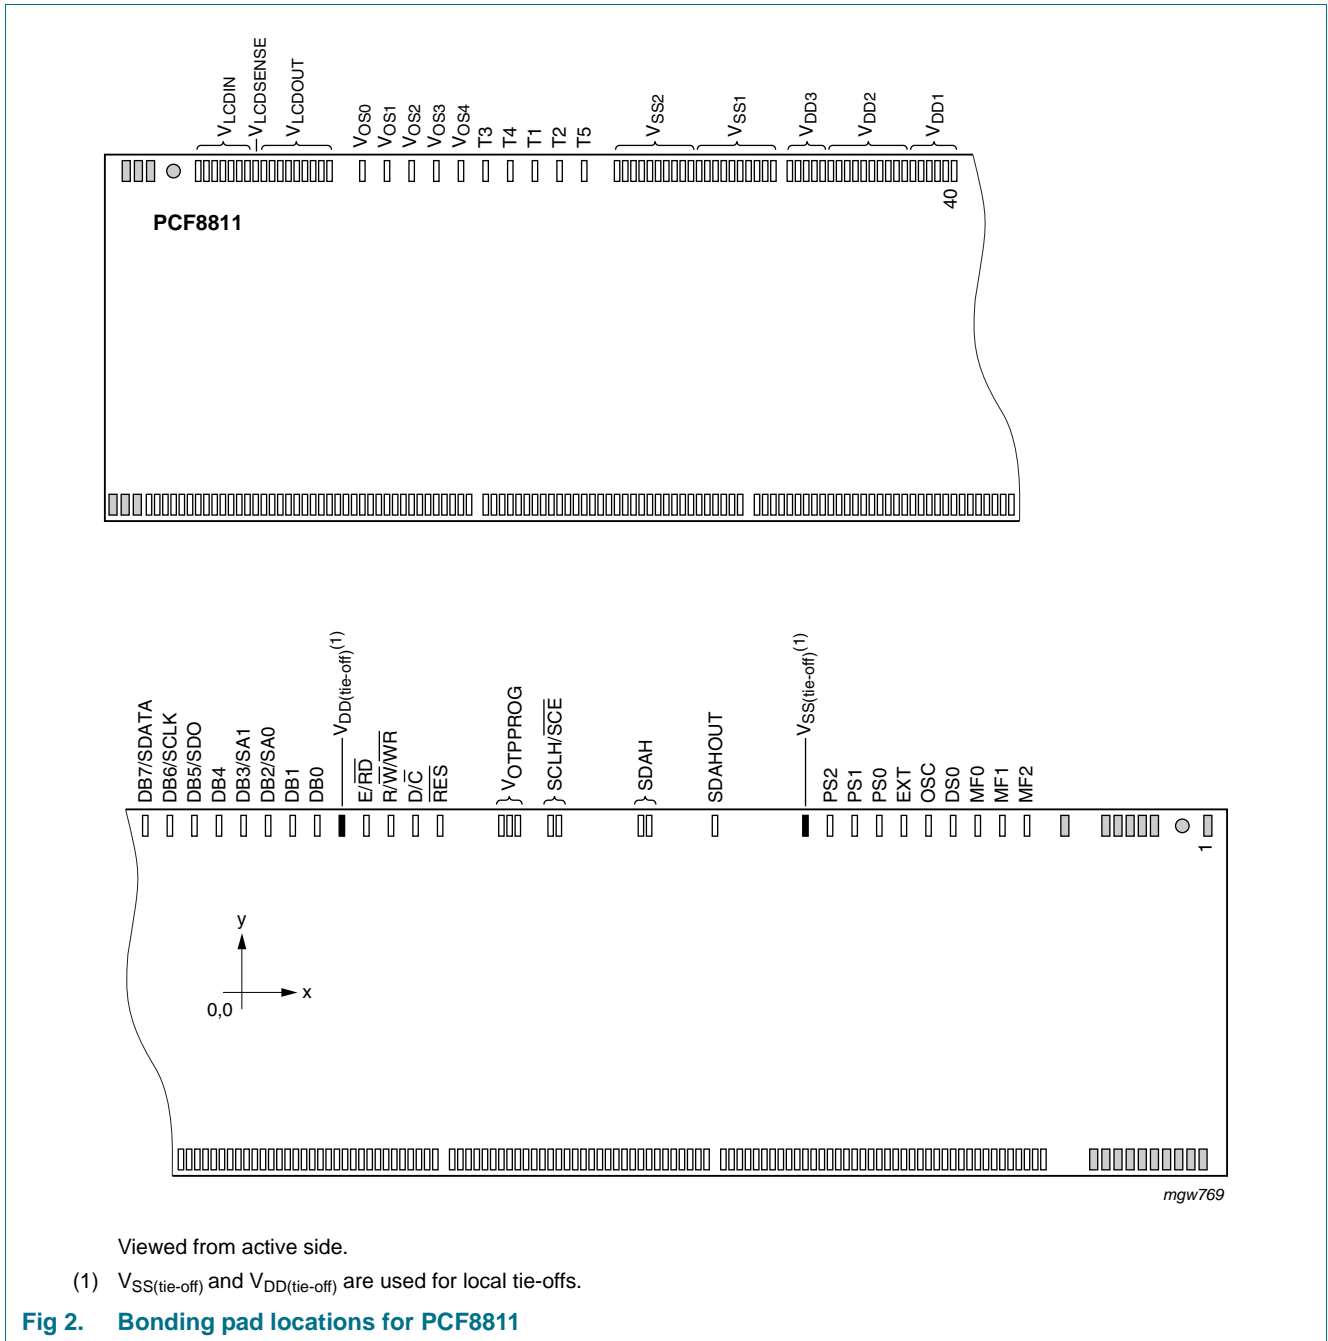 VLCDIN
VLCDSENSE
VLCDOUT
VOS0
VOS1
VOS2
VOS3
VOS4
T3
T4
T1
T2
T5
VSS2
VSS1
VDD3
VDD2
VDD1
40
PCF8811
DB7/SDATA
DB6/SCLK
DB5/SDO
DB4
DB3/SA1
DB2/SA0
DB1
DB0
VDD(tie-off)(1)
E/R̅D̅
R/W̅/W̅R̅
D/C̅
R̅E̅S̅
VOTPPROG
SCLH/S̅C̅E̅
SDAH
SDAHOUT
VSS(tie-off)(1)
PS2
PS1
PS0
EXT
OSC
DS0
MF0
MF1
MF2
1
y
x
0,0
mgw769
Viewed from active side.
(1) VSS(tie-off) and VDD(tie-off) are used for local tie-offs.
Fig 2. Bonding pad locations for PCF8811